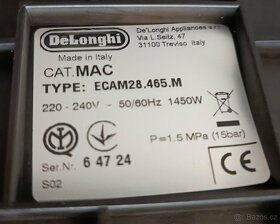 DeLonghi
Made in Italy
De'Longhi Appliances s.r.l.
Via L.Seitz, 47
31100 Treviso Italy
CAT.MAC
TYPE: ECAM28.465.M
220 - 240V ~ 50/60Hz 1450W
P=1.5 MPa (15bar)
Ser.Nr. 6 47 24
S02
CE